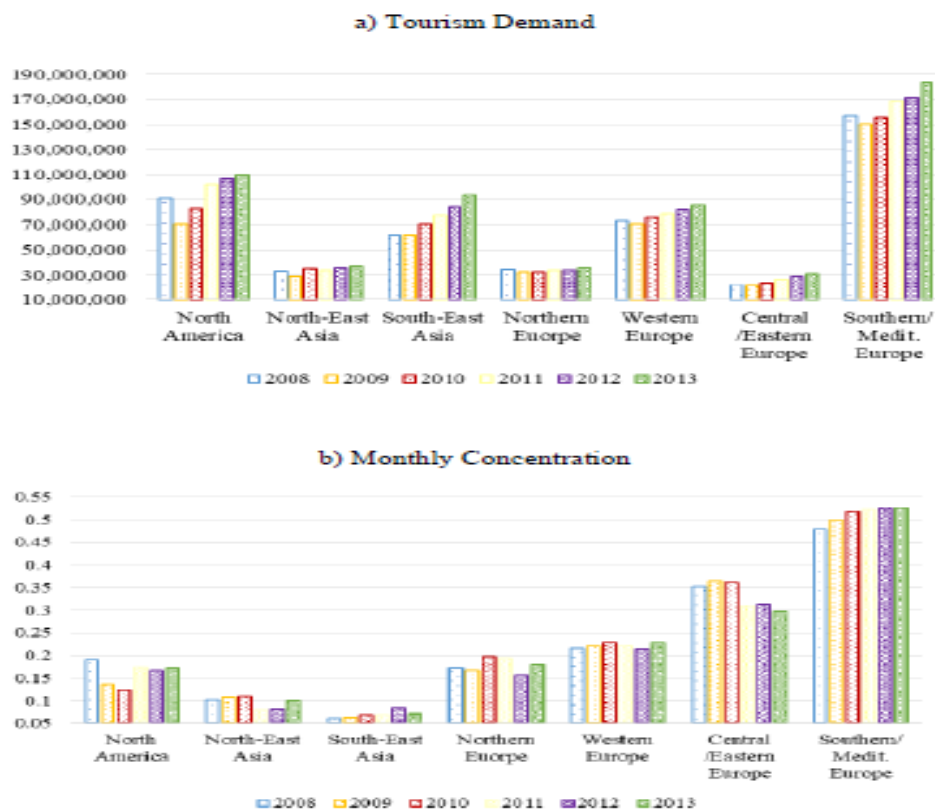 a) Tourism Demand
190,000,000
170,000,000
150,000,000
130,000,000
110,000,000
90,000,000
70,000,000
50,000,000
30,000,000
10,000,000
North America
North-East Asia
South-East Asia
Northern Euorpe
Western Europe
Central /Eastern Europe
Southern/ Medit. Europe
2008 2009 2010 2011 2012 2013
b) Monthly Concentration
0.55
0.5
0.45
0.4
0.35
0.3
0.25
0.2
0.15
0.1
0.05
North America
North-East Asia
South-East Asia
Northern Euorpe
Western Europe
Central /Eastern Europe
Southern/ Medit. Europe
2008 2009 2010 2011 2012 2013